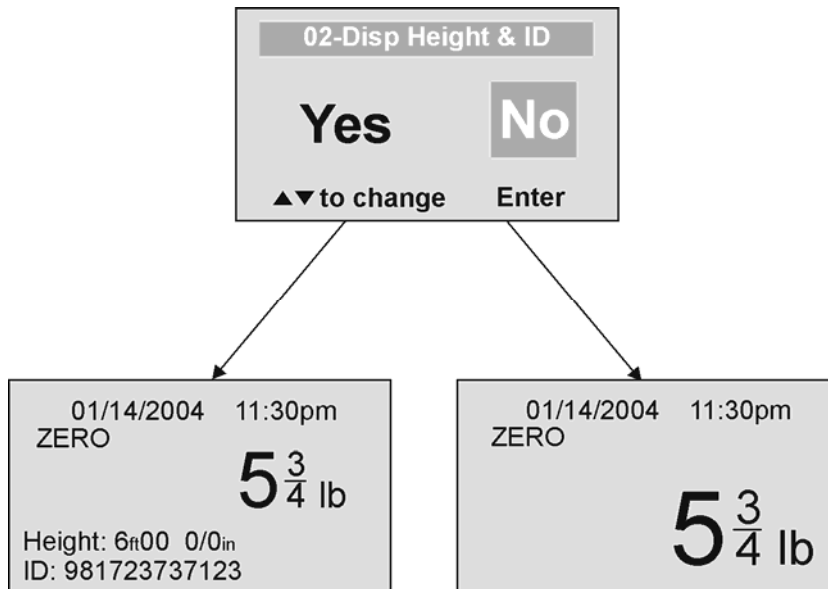 02-Disp Height & ID
Yes No
▲▼to change Enter
01/14/2004 11:30pm
ZERO
5 3/4 lb
Height: 6ft00 0/0in
ID: 981723737123
01/14/2004 11:30pm
ZERO
5 3/4 lb